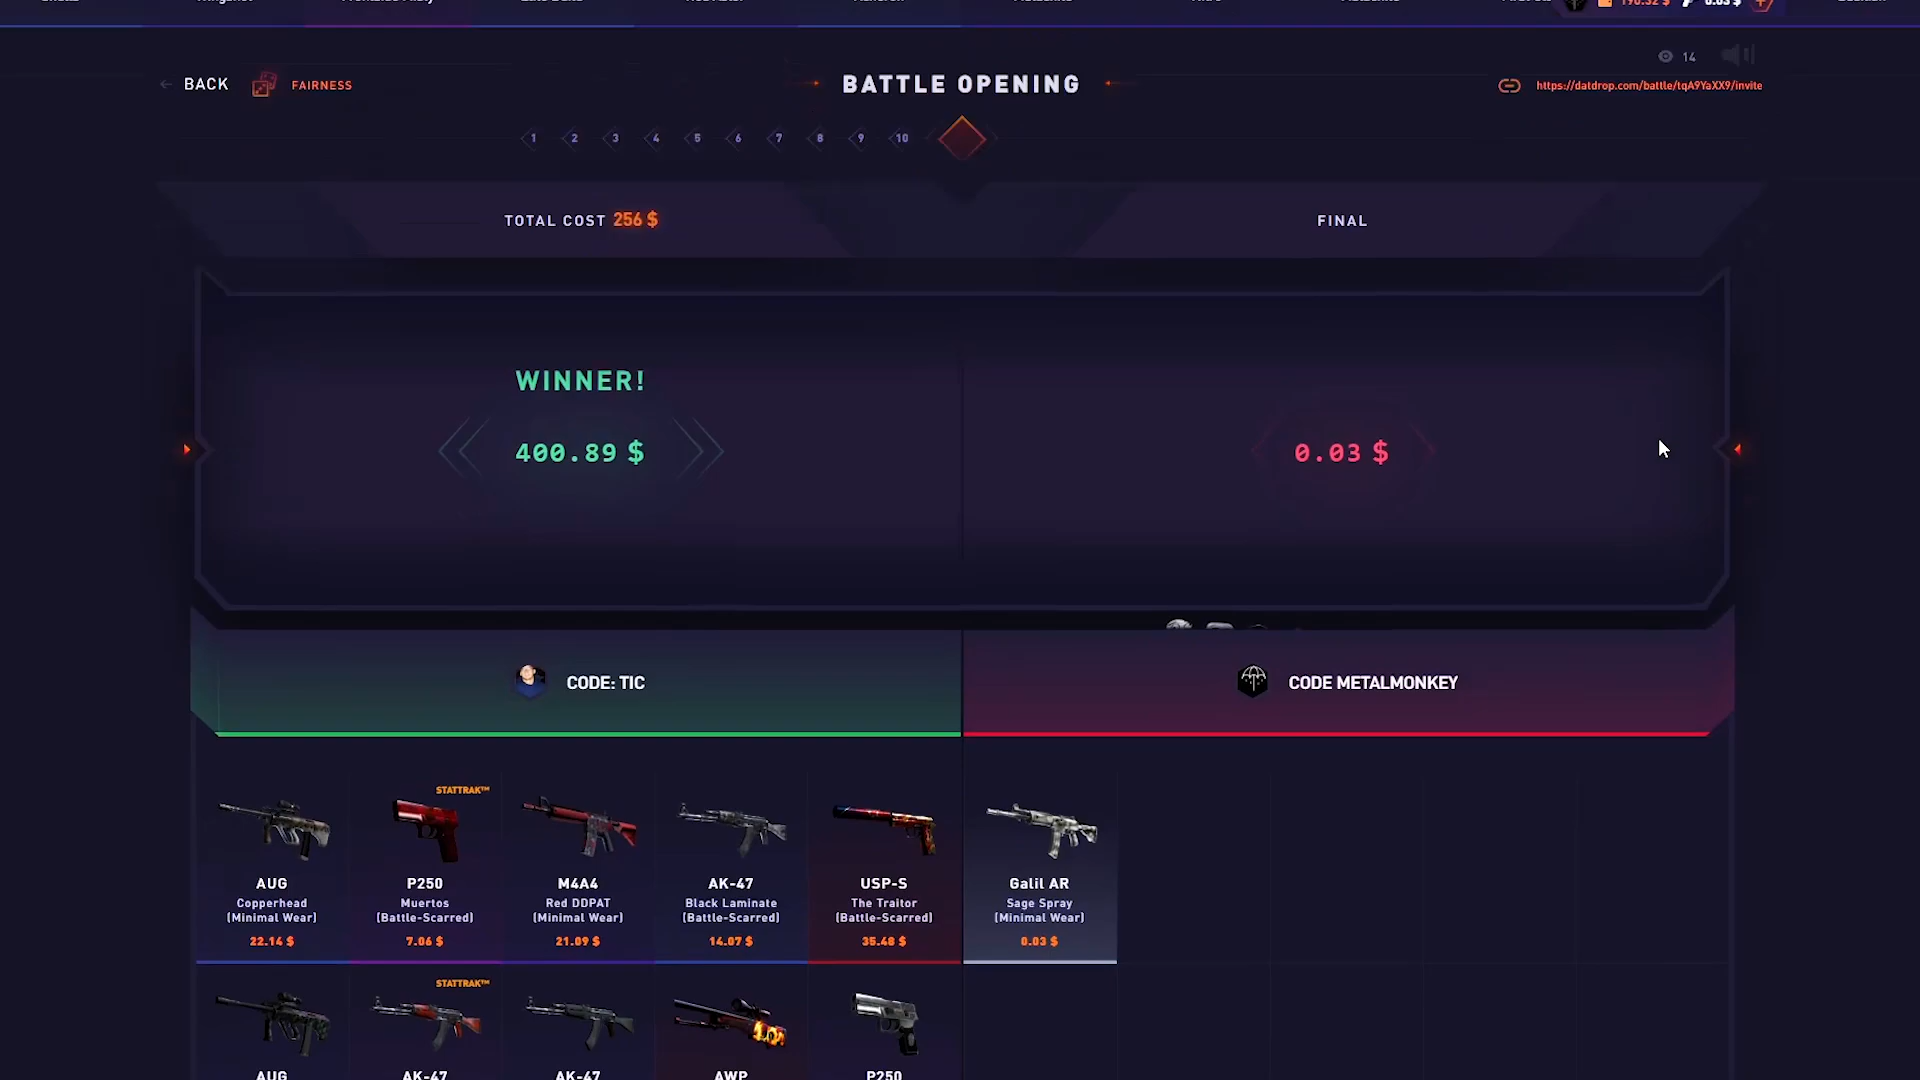 14
BACK
FAIRNESS
BATTLE OPENING
https://datdrop.com/battle/tqA9YaXX9/invite
1 2 3 4 5 6 7 8 9 10
TOTAL COST 256 $
FINAL
WINNER!
400.89 $
0.03 $
CODE: TIC
CODE METALMONKEY
STATTRAK™
AUG P250 M4A4 AK-47 USP-S Galil AR
Copperhead Muertos Red DDPAT Black Laminate The Traitor Sage Spray
(Minimal Wear) (Battle-Scarred) (Minimal Wear) (Battle-Scarred) (Battle-Scarred) (Minimal Wear)
22.14 $ 7.06 $ 21.09 $ 14.07 $ 35.48 $ 0.03 $
STATTRAK™
AUG AK-47 AK-47 AWP P250